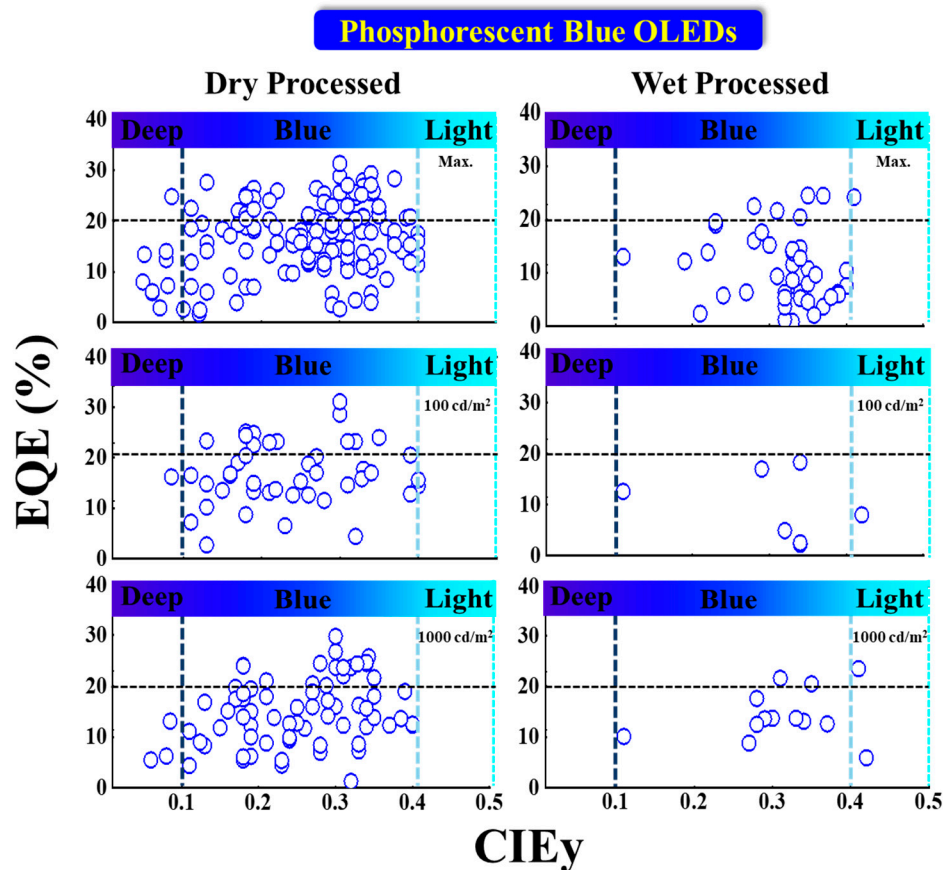 Phosphorescent Blue OLEDs
Dry Processed
Wet Processed
EQE (%)
40
Deep
Blue
Light
Max.
30
20
10
0
40
Deep
Blue
Light
Max.
30
20
10
0
40
Deep
Blue
Light
100 cd/m²
30
20
10
0
40
Deep
Blue
Light
100 cd/m²
30
20
10
0
40
Deep
Blue
Light
1000 cd/m²
30
20
10
0
40
Deep
Blue
Light
1000 cd/m²
30
20
10
0
0.1 0.2 0.3 0.4 0.5
0.1 0.2 0.3 0.4 0.5
CIEy